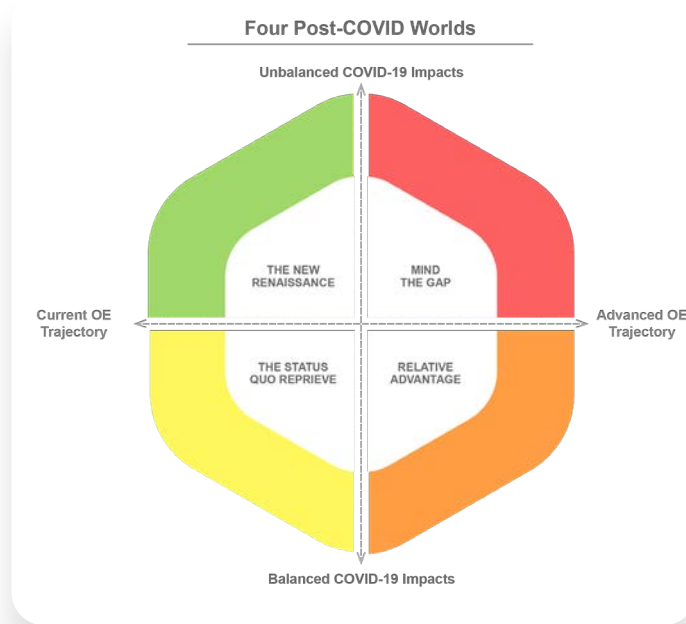 Four Post-COVID Worlds
Unbalanced COVID-19 Impacts
THE NEW
RENAISSANCE
MIND
THE GAP
Current OE
Trajectory
Advanced OE
Trajectory
THE STATUS
QUO REPRIEVE
RELATIVE
ADVANTAGE
Balanced COVID-19 Impacts